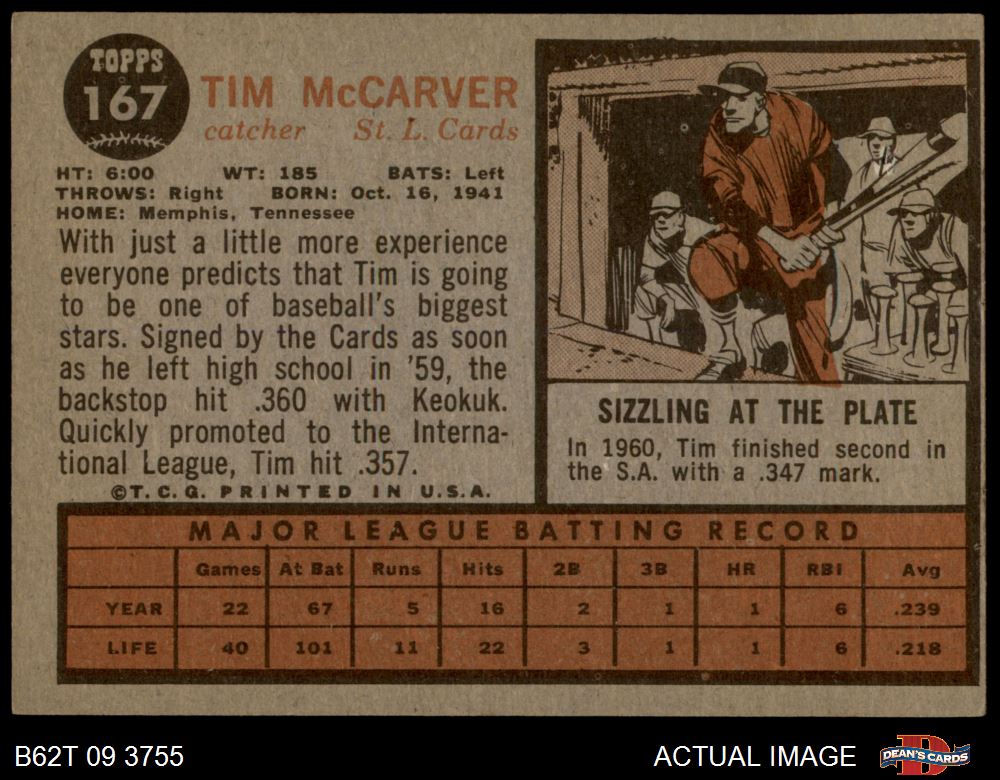 TOPPS
167
TIM McCARVER
catcher St. L. Cards
HT: 6:00 WT: 185 BATS: Left
THROWS: Right BORN: Oct. 16, 1941
HOME: Memphis, Tennessee
With just a little more experience
everyone predicts that Tim is going
to be one of baseball's biggest
stars. Signed by the Cards as soon
as he left high school in '59, the
backstop hit .360 with Keokuk.
Quickly promoted to the Interna-
tional League, Tim hit .357.
©T.C.G. PRINTED IN U.S.A.
SIZZLING AT THE PLATE
In 1960, Tim finished second in
the S.A. with a .347 mark.
MAJOR LEAGUE BATTING RECORD
Games At Bat Runs Hits 2B 3B HR RBI Avg
YEAR 22 67 5 16 2 1 1 6 .239
LIFE 40 101 11 22 3 1 1 6 .218
B62T 09 3755
ACTUAL IMAGE
DEAN'S CARDS